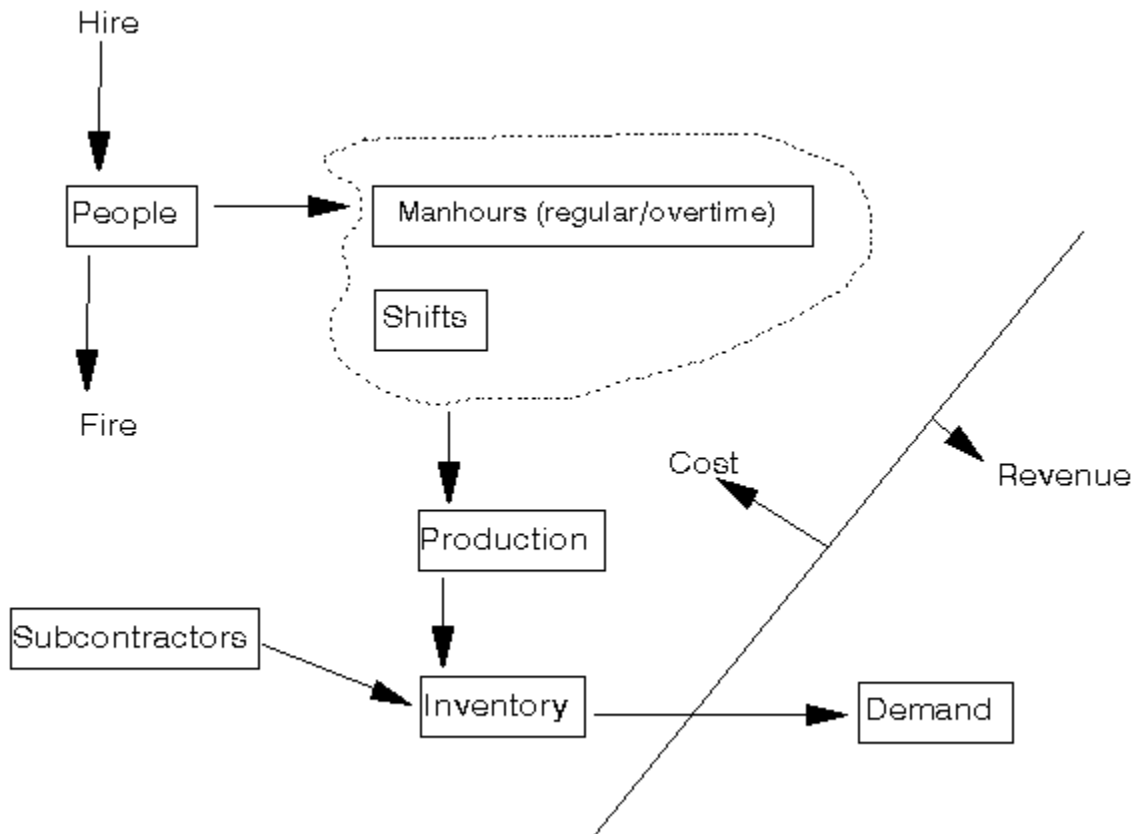 Hire
People
Manhours (regular/overtime)
Shifts
Fire
Cost
Revenue
Production
Subcontractors
Inventory
Demand